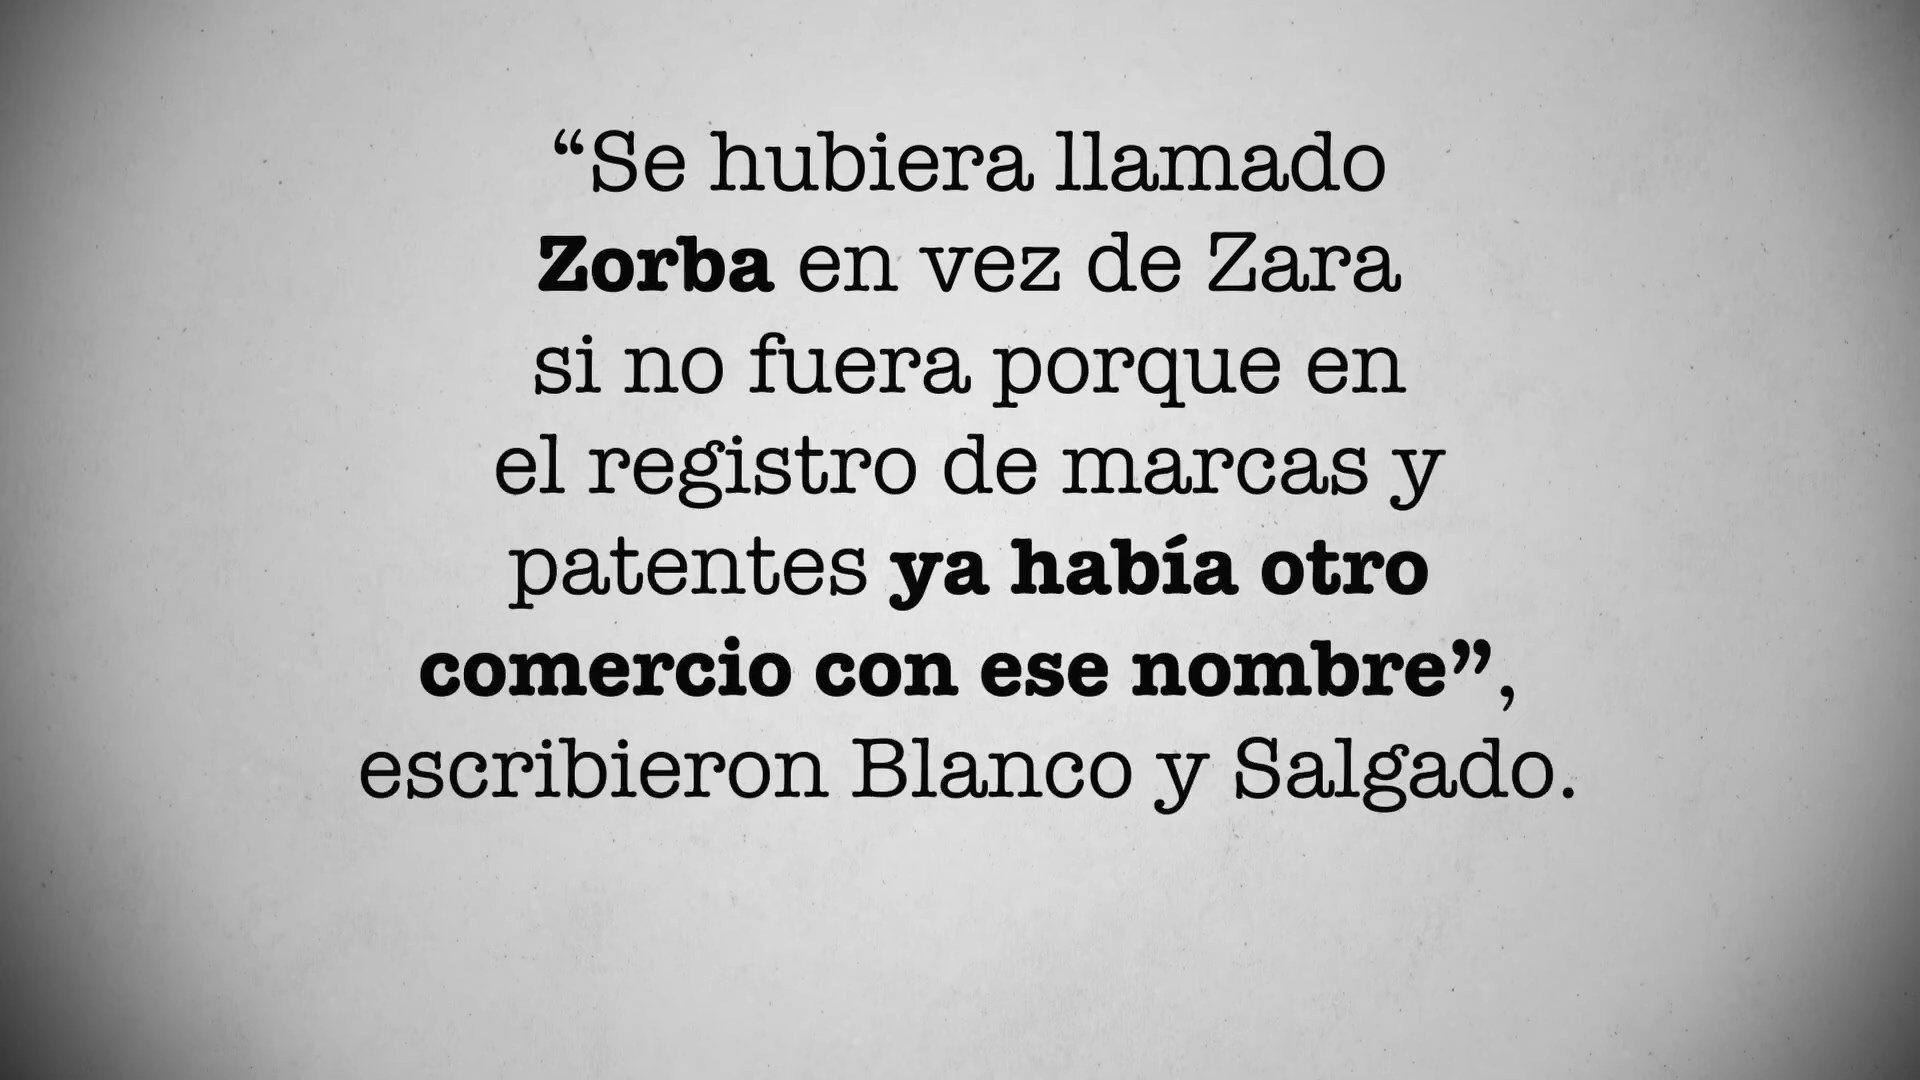 “Se hubiera llamado
Zorba en vez de Zara
si no fuera porque en
el registro de marcas y
patentes ya había otro
comercio con ese nombre”,
escribieron Blanco y Salgado.